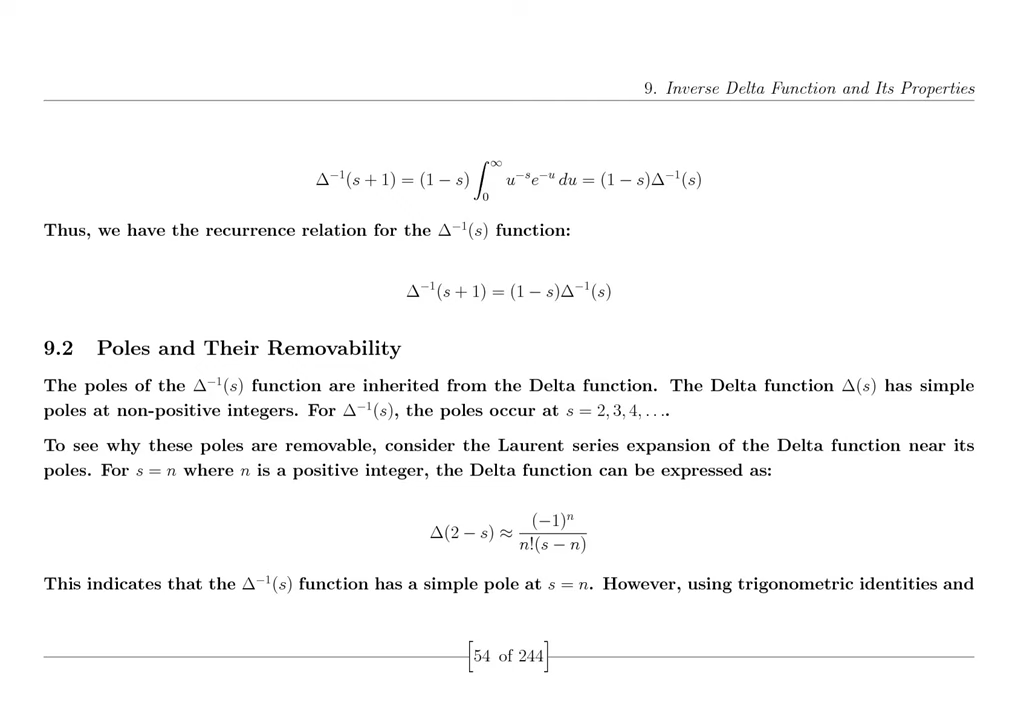 9. Inverse Delta Function and Its Properties
Δ⁻¹(s + 1) = (1 − s) ∫₀^∞ u⁻ˢe⁻ᵘ du = (1 − s)Δ⁻¹(s)
Thus, we have the recurrence relation for the Δ⁻¹(s) function:
Δ⁻¹(s + 1) = (1 − s)Δ⁻¹(s)
9.2 Poles and Their Removability
The poles of the Δ⁻¹(s) function are inherited from the Delta function. The Delta function Δ(s) has simple
poles at non-positive integers. For Δ⁻¹(s), the poles occur at s = 2, 3, 4, . . ..
To see why these poles are removable, consider the Laurent series expansion of the Delta function near its
poles. For s = n where n is a positive integer, the Delta function can be expressed as:
Δ(2 − s) ≈ (−1)ⁿ / n!(s − n)
This indicates that the Δ⁻¹(s) function has a simple pole at s = n. However, using trigonometric identities and
[54 of 244]